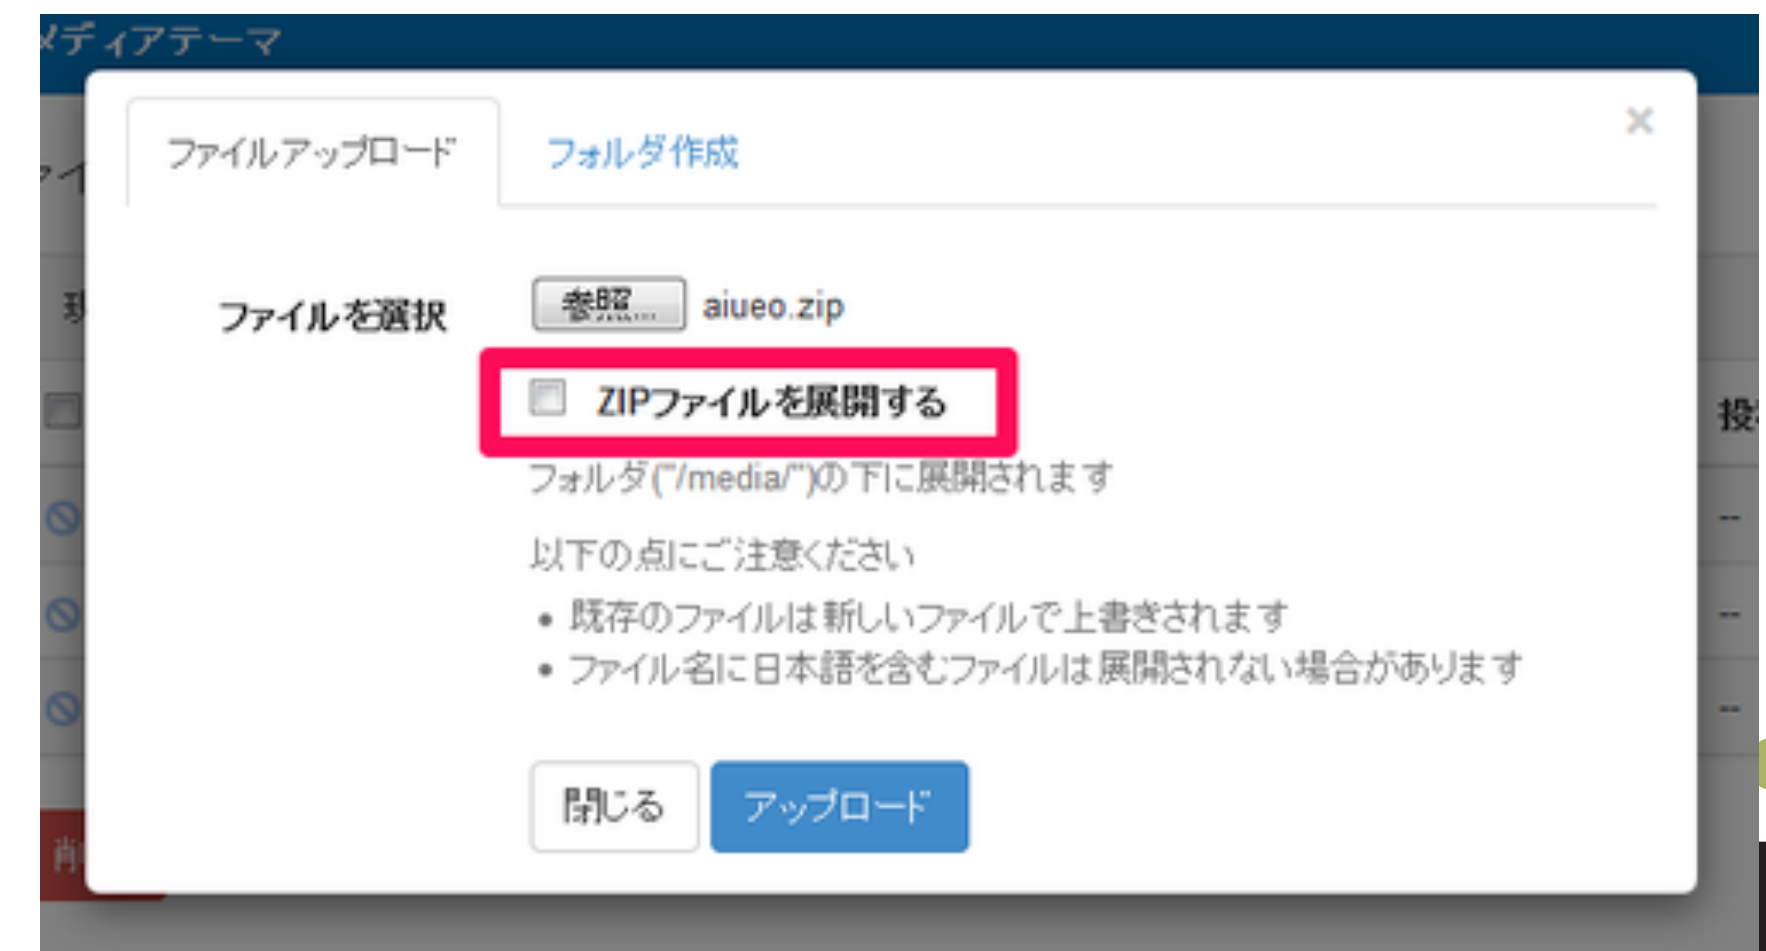 メディアテーマ
ファイルアップロード フォルダ作成 ×
ファイルを選択 参照... aiueo.zip
ZIPファイルを展開する
投
フォルダ("/media/")の下に展開されます
以下の点にご注意ください
• 既存のファイルは新しいファイルで上書きされます
• ファイル名に日本語を含むファイルは展開されない場合があります
--
--
--
閉じる アップロード
削